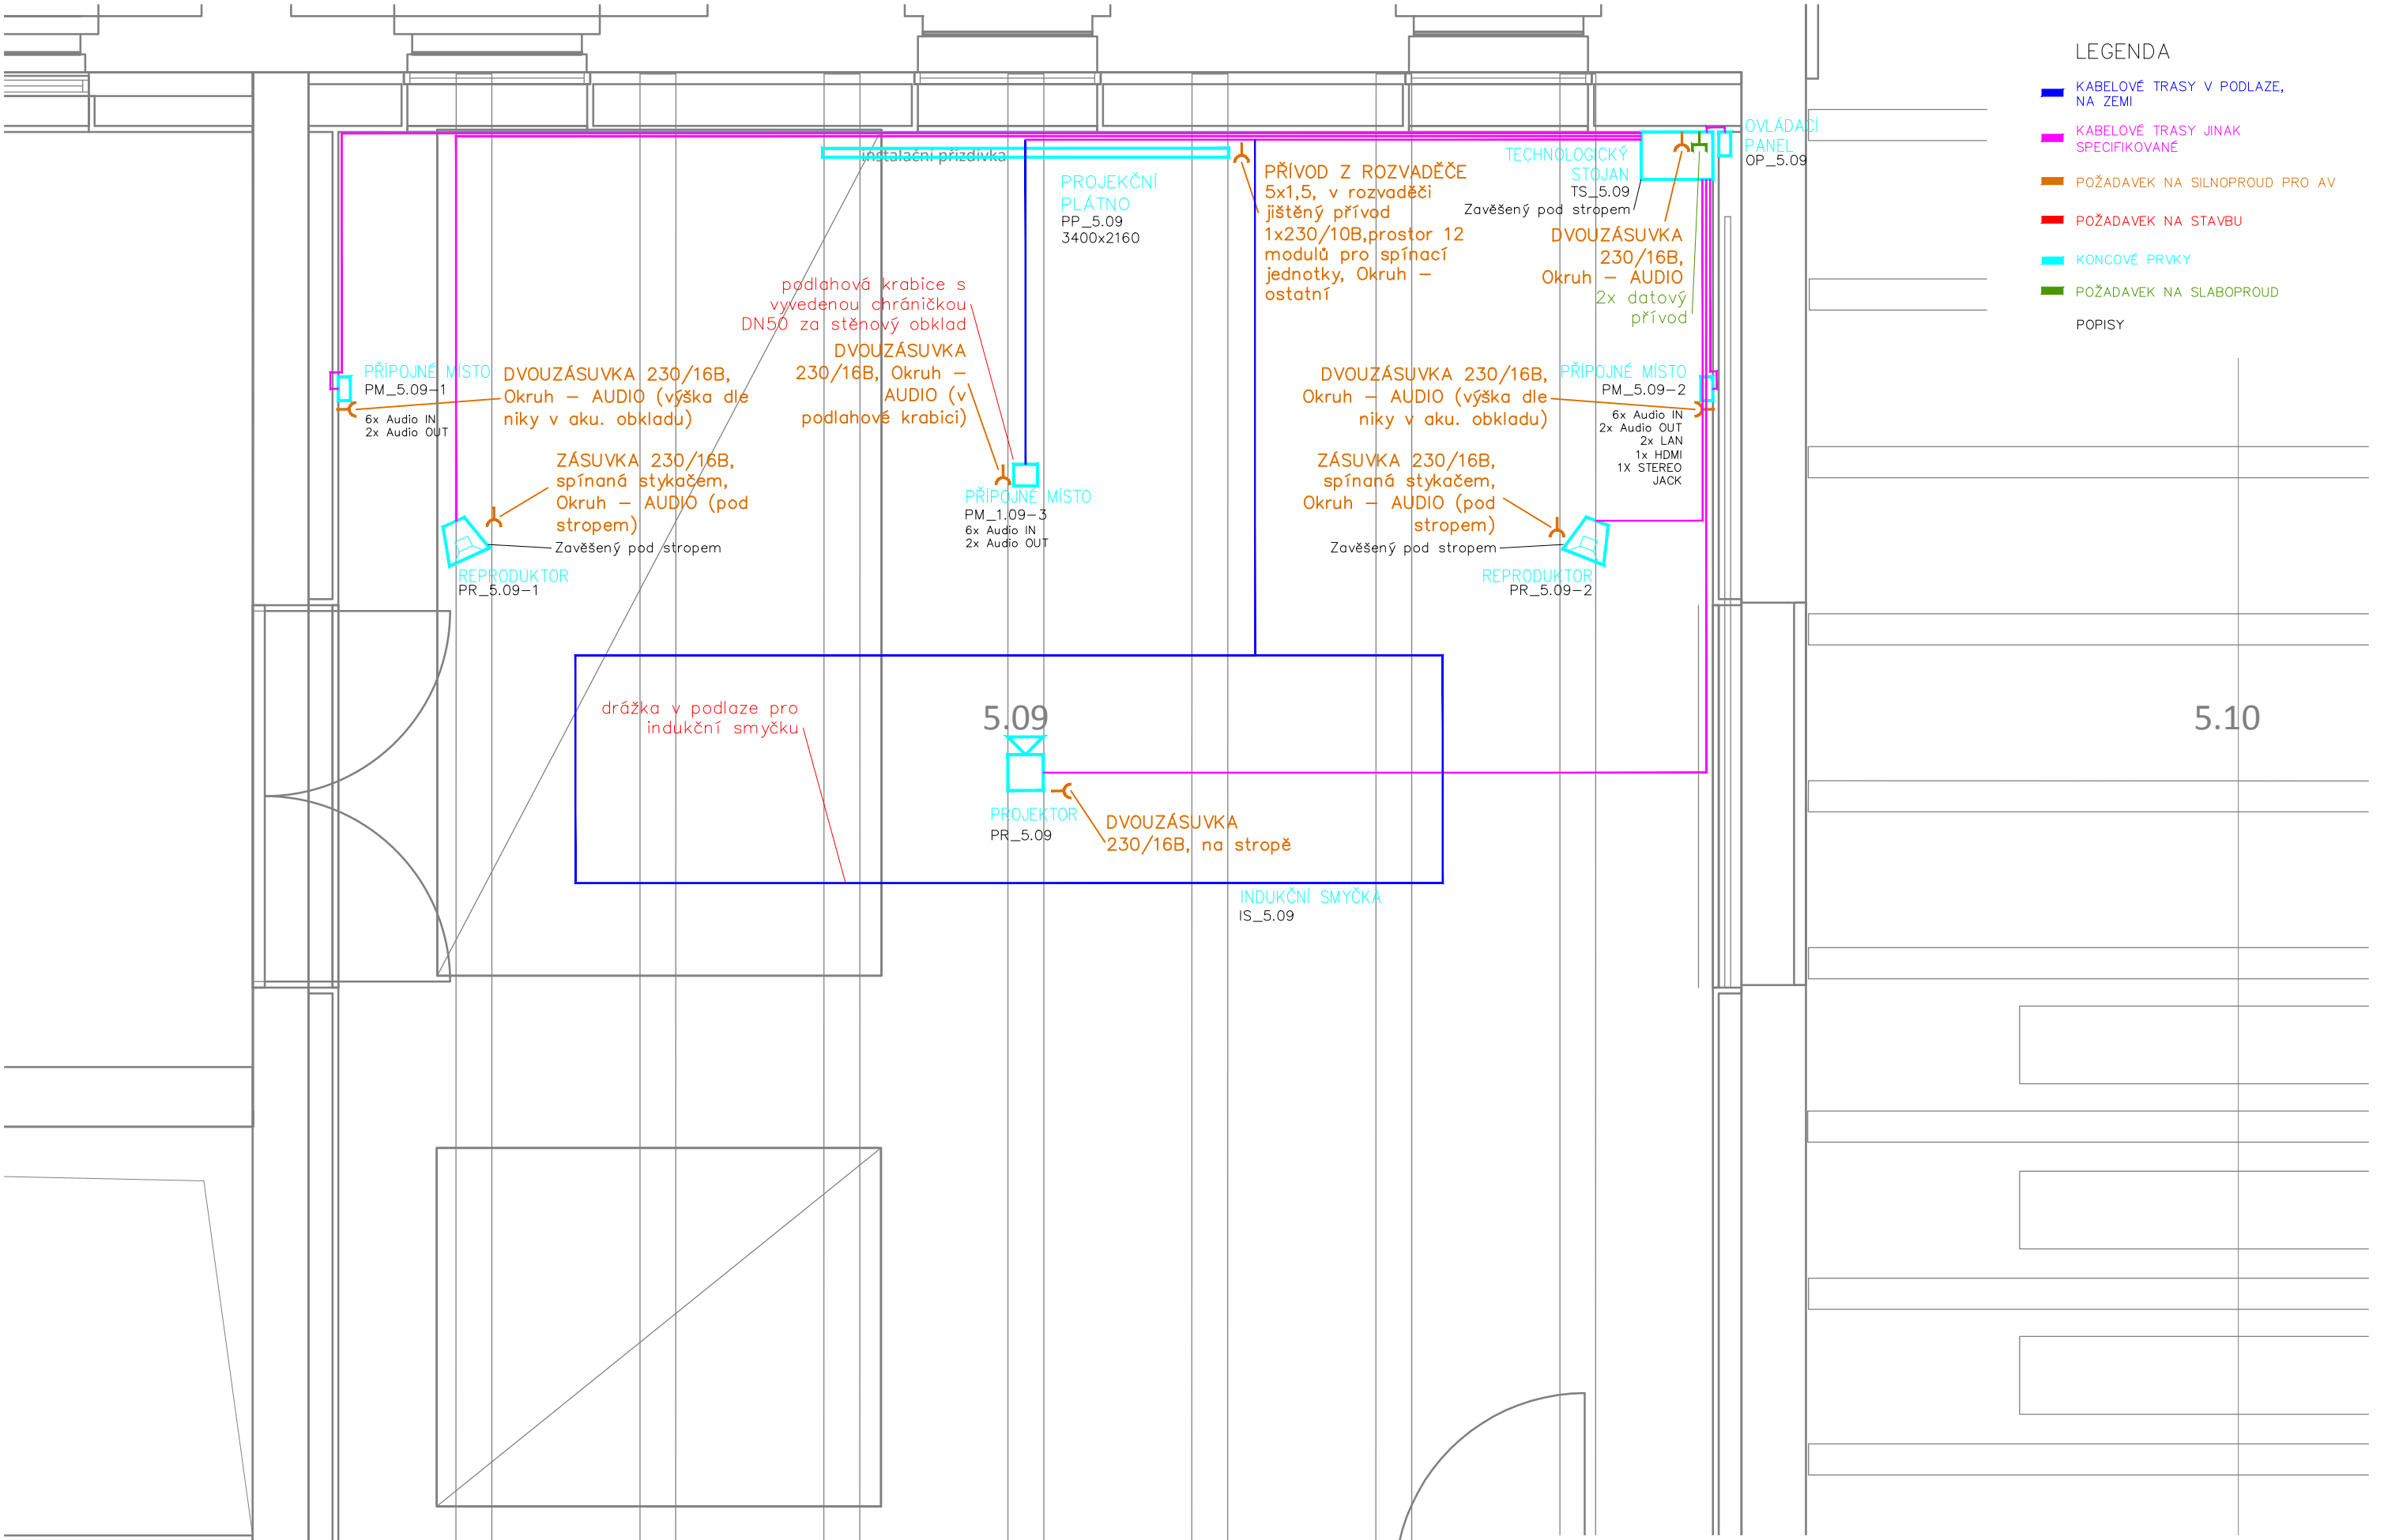 LEGENDA
KABELOVÉ TRASY V PODLAZE,
NA ZEMI
KABELOVÉ TRASY JINAK
SPECIFIKOVANÉ
POŽADAVEK NA SILNOPROUD PRO AV
POŽADAVEK NA STAVBU
KONCOVÉ PRVKY
POŽADAVEK NA SLABOPROUD
POPISY
instalační přizdívka
PROJEKČNÍ
PLÁTNO
PP_5.09
3400x2160
PŘÍVOD Z ROZVADĚČE
5x1,5, v rozvaděči
jištěný přívod
1x230/10B,prostor 12
modulů pro spínací
jednotky, Okruh –
ostatní
TECHNOLOGICKÝ
STOJAN
TS_5.09
Zavěšený pod stropem
OVLÁDACÍ
PANEL
OP_5.09
DVOUZÁSUVKA
230/16B,
Okruh – AUDIO
2x datový
přívod
podlahová krabice s
vyvedenou chráničkou
DN50 za stěnový obklad
DVOUZÁSUVKA
230/16B, Okruh –
AUDIO (v
podlahové krabici)
PŘÍPOJNÉ MÍSTO
PM_5.09-1
6x Audio IN
2x Audio OUT
DVOUZÁSUVKA 230/16B,
Okruh – AUDIO (výška dle
niky v aku. obkladu)
ZÁSUVKA 230/16B,
spínaná stykačem,
Okruh – AUDIO (pod
stropem)
Zavěšený pod stropem
REPRODUKTOR
PR_5.09-1
PŘÍPOJNÉ MÍSTO
PM_1.09-3
6x Audio IN
2x Audio OUT
DVOUZÁSUVKA 230/16B,
Okruh – AUDIO (výška dle
niky v aku. obkladu)
PŘÍPOJNÉ MÍSTO
PM_5.09-2
6x Audio IN
2x Audio OUT
2x LAN
1x HDMI
1X STEREO
JACK
ZÁSUVKA 230/16B,
spínaná stykačem,
Okruh – AUDIO (pod
stropem)
Zavěšený pod stropem
REPRODUKTOR
PR_5.09-2
drážka v podlaze pro
indukční smyčku
5.09
5.10
PROJEKTOR
PR_5.09
DVOUZÁSUVKA
230/16B, na stropě
INDUKČNÍ SMYČKA
IS_5.09